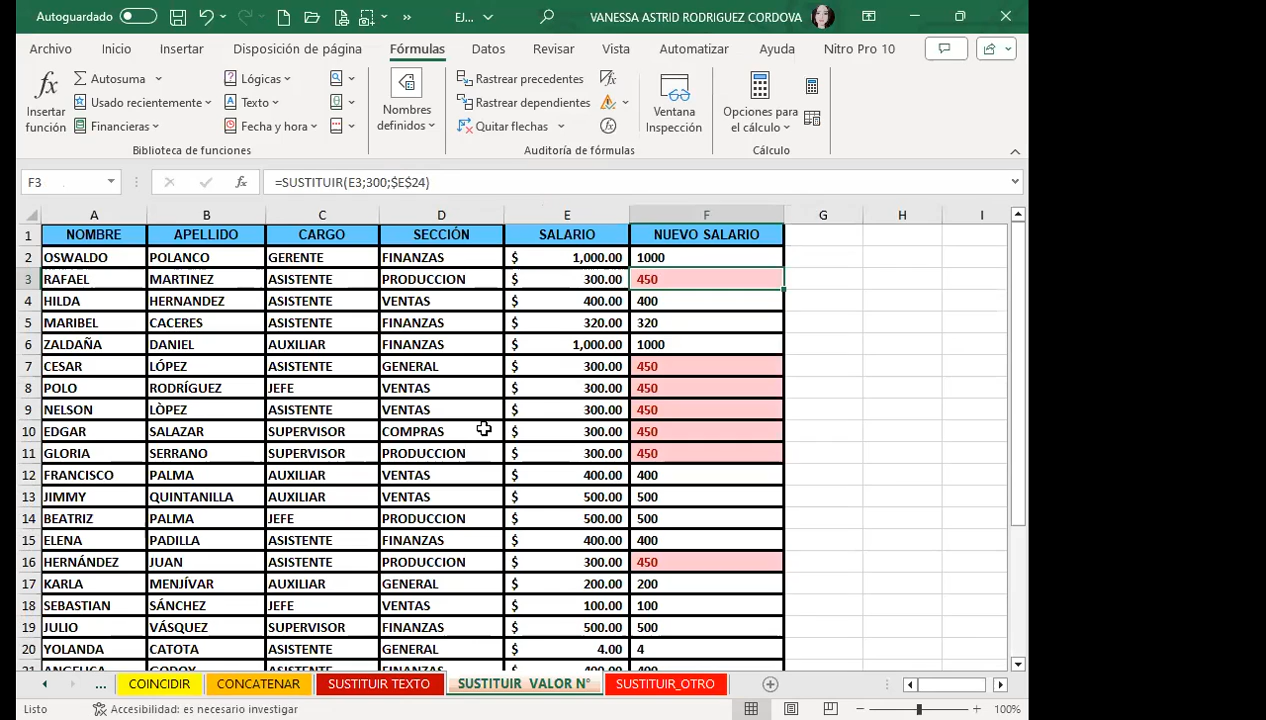 Autoguardado EJ... VANESSA ASTRID RODRIGUEZ CORDOVA
Archivo Inicio Insertar Disposición de página Fórmulas Datos Revisar Vista Automatizar Ayuda Nitro Pro 10
Insertar función
Autosuma
Usado recientemente
Financieras
Lógicas
Texto
Fecha y hora
Nombres definidos
Rastrear precedentes
Rastrear dependientes
Quitar flechas
Ventana Inspección
Opciones para el cálculo
Biblioteca de funciones Auditoría de fórmulas Cálculo
F3 fx =SUSTITUIR(E3;300;$E$24)
A B C D E F G H I
1 NOMBRE APELLIDO CARGO SECCIÓN SALARIO NUEVO SALARIO
2 OSWALDO POLANCO GERENTE FINANZAS $ 1,000.00 1000
3 RAFAEL MARTINEZ ASISTENTE PRODUCCION $ 300.00 450
4 HILDA HERNANDEZ ASISTENTE VENTAS $ 400.00 400
5 MARIBEL CACERES ASISTENTE FINANZAS $ 320.00 320
6 ZALDAÑA DANIEL AUXILIAR FINANZAS $ 1,000.00 1000
7 CESAR LÓPEZ ASISTENTE GENERAL $ 300.00 450
8 POLO RODRÍGUEZ JEFE VENTAS $ 300.00 450
9 NELSON LÒPEZ ASISTENTE VENTAS $ 300.00 450
10 EDGAR SALAZAR SUPERVISOR COMPRAS $ 300.00 450
11 GLORIA SERRANO SUPERVISOR PRODUCCION $ 300.00 450
12 FRANCISCO PALMA AUXILIAR VENTAS $ 400.00 400
13 JIMMY QUINTANILLA AUXILIAR VENTAS $ 500.00 500
14 BEATRIZ PALMA JEFE PRODUCCION $ 500.00 500
15 ELENA PADILLA ASISTENTE FINANZAS $ 400.00 400
16 HERNÁNDEZ JUAN ASISTENTE PRODUCCION $ 300.00 450
17 KARLA MENJÍVAR AUXILIAR GENERAL $ 200.00 200
18 SEBASTIAN SÁNCHEZ JEFE VENTAS $ 100.00 100
19 JULIO VÁSQUEZ SUPERVISOR FINANZAS $ 500.00 500
20 YOLANDA CATOTA ASISTENTE GENERAL $ 4.00 4
21 ANGELICA GODOY ASISTENTE FINANZAS $ 400.00 400
... COINCIDIR CONCATENAR SUSTITUIR TEXTO SUSTITUIR VALOR N° SUSTITUIR_OTRO
Listo Accesibilidad: es necesario investigar 100%